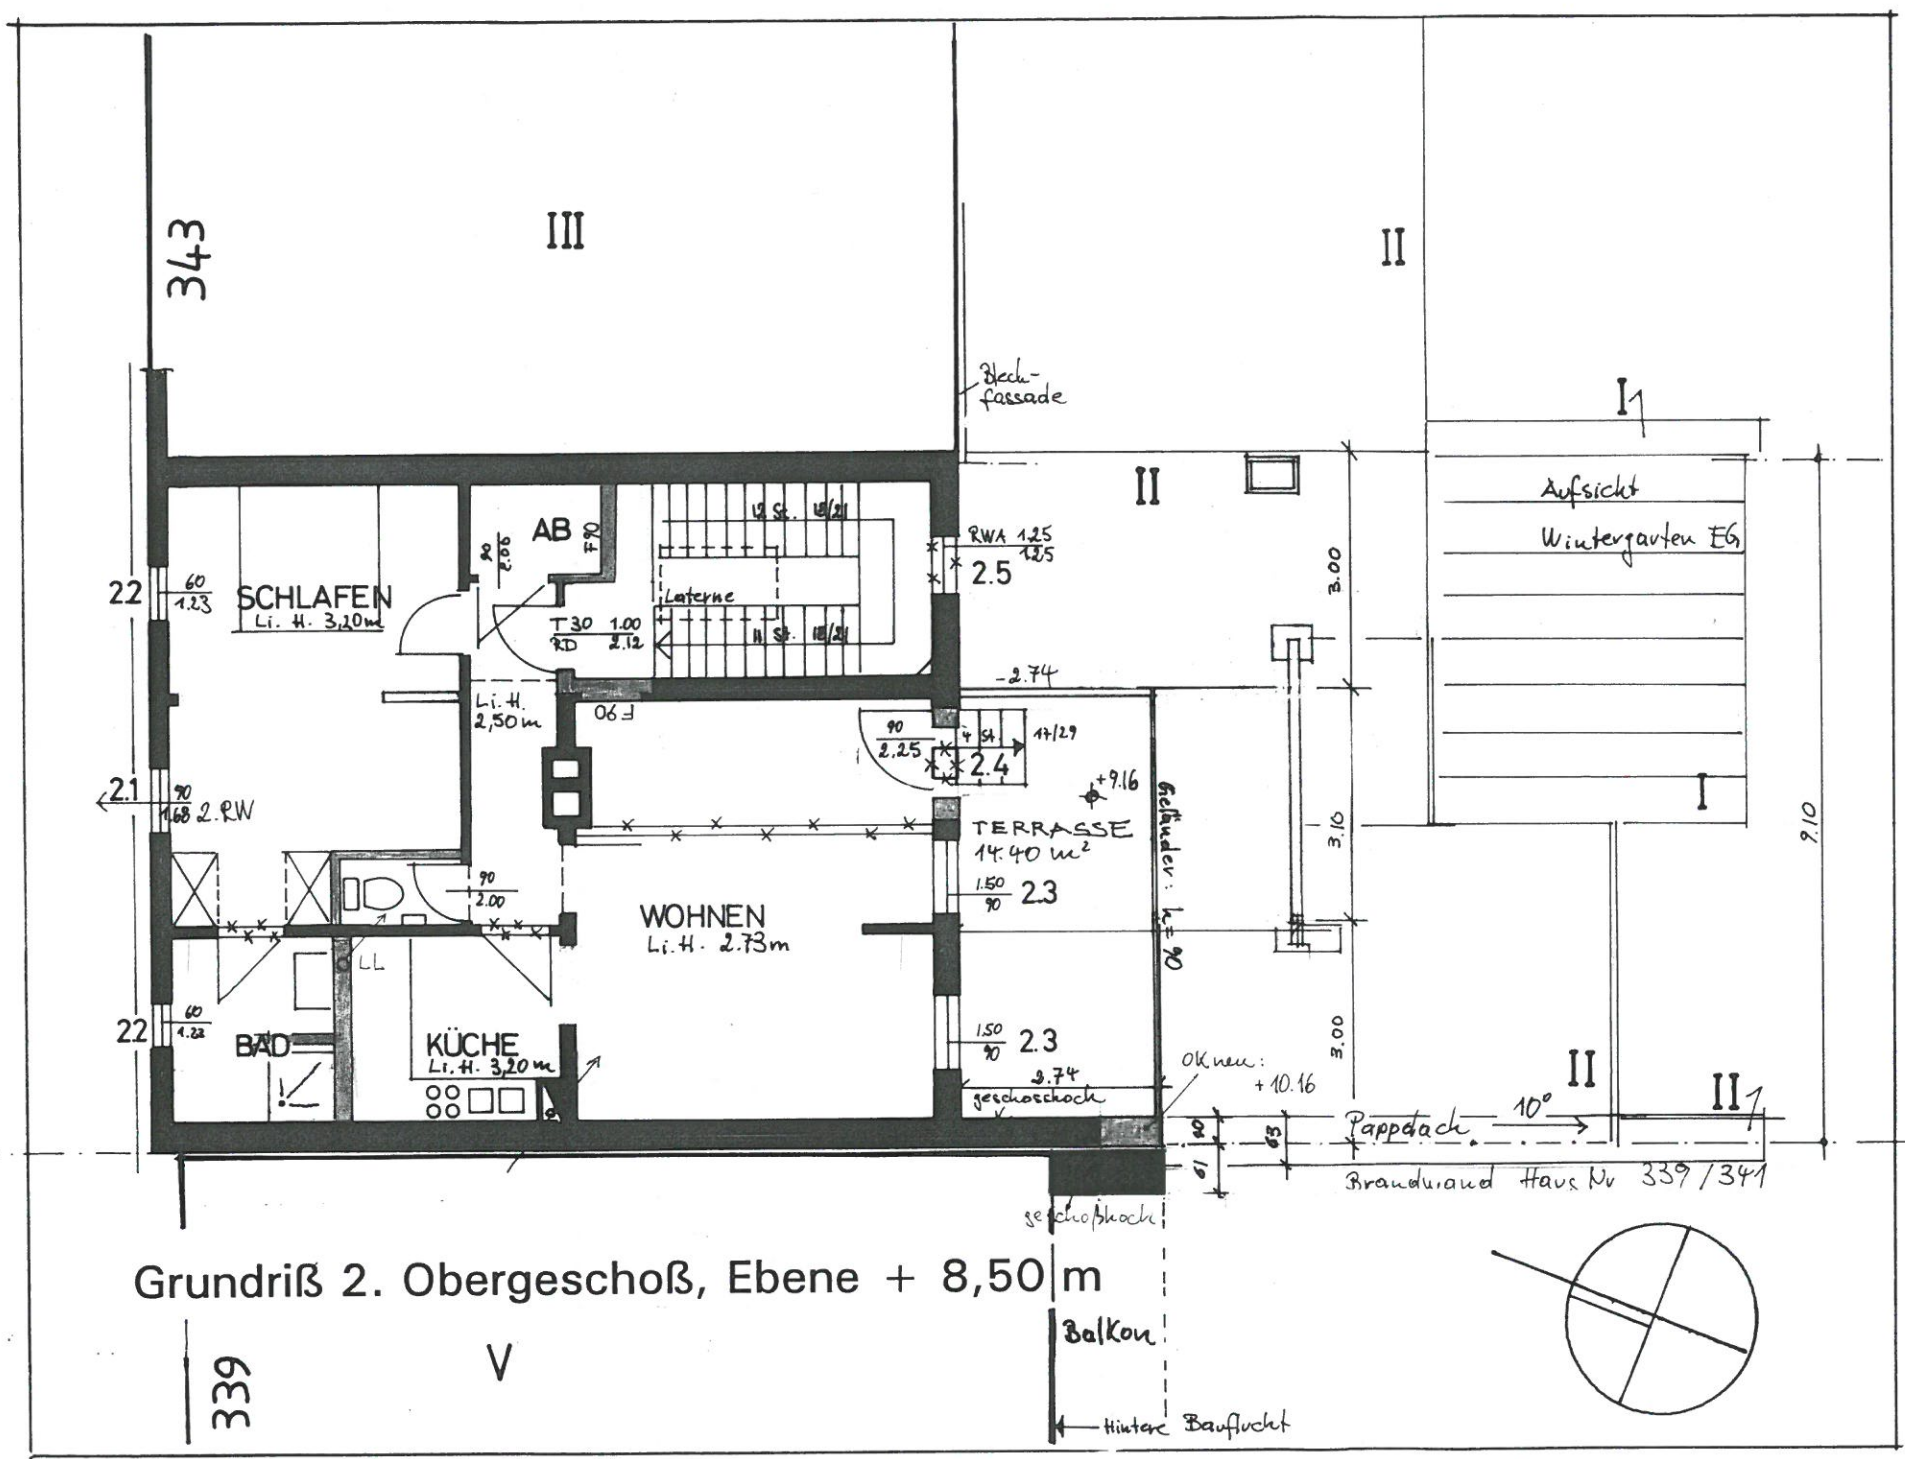 343
III
II
Blech-
fassade
I
II
Aufsicht
Wintergarten EG
AB
F90
90
2.06
12 St. 18/21
RWA 1.25
1.25
2.5
22
60
1.23
SCHLAFEN
Li. H. 3,20m
Laterne
T 30 1.00
RD 2.12
11 St. 18/21
3.00
-2.74
Li. H.
2,50m
F90
90
2,25
4 St
17/29
2.4
+9.16
2.1
90
1.68
2. RW
TERRASSE
14.40 m²
Geländer: h = 90
3.10
9.10
I
90
2.00
WOHNEN
Li. H. 2.73m
1.50
90
2.3
LL
22
60
1.23
BAD
KÜCHE
Li. H. 3,20m
1.50
90
2.3
3.00
2.74
geschosshoch
OK neu:
+10.16
II
II
Pappdach
10°
20
61
63
Brandwand Haus Nr 339/341
geschoßhoch
Grundriß 2. Obergeschoß, Ebene + 8,50 m
Balkon
V
339
Hintere Bauflucht